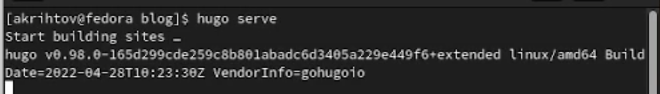 [akrihtov@fedora blog]$ hugo serve
Start building sites …
hugo v0.98.0-165d299cde259c8b801abadc6d3405a229e449f6+extended linux/amd64 Build
Date=2022-04-28T10:23:30Z VendorInfo=gohugoio